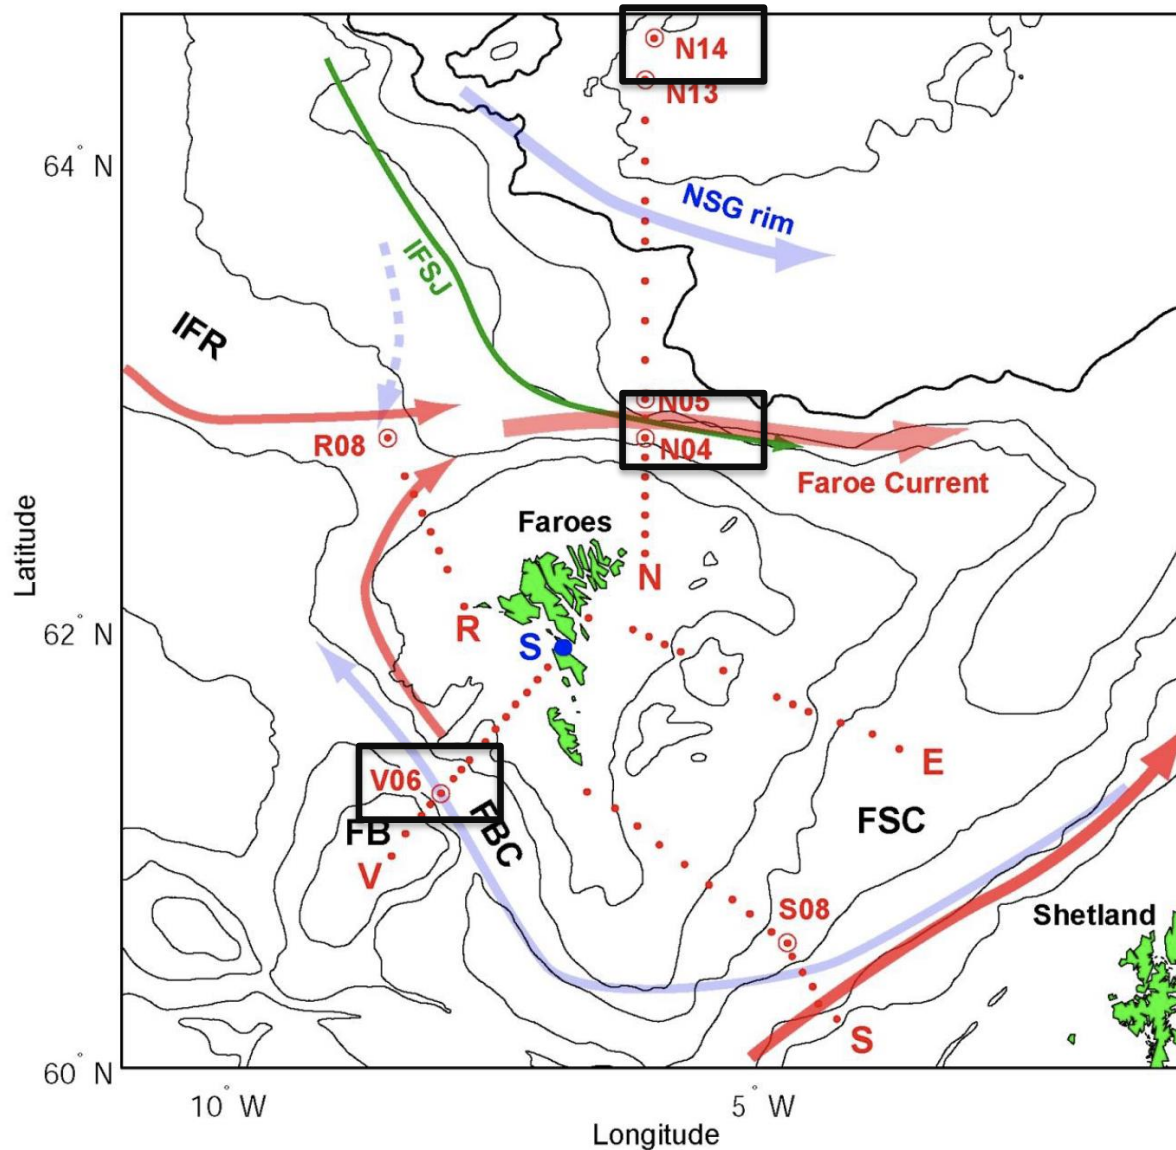 N14
N13
64° N
NSG rim
IFSJ
IFR
N05
R08
N04
Faroe Current
Faroes
N
R
62° N
S
E
V06
FB
FBC
FSC
V
S08
Shetland
S
60° N
10° W
5° W
Longitude
Latitude